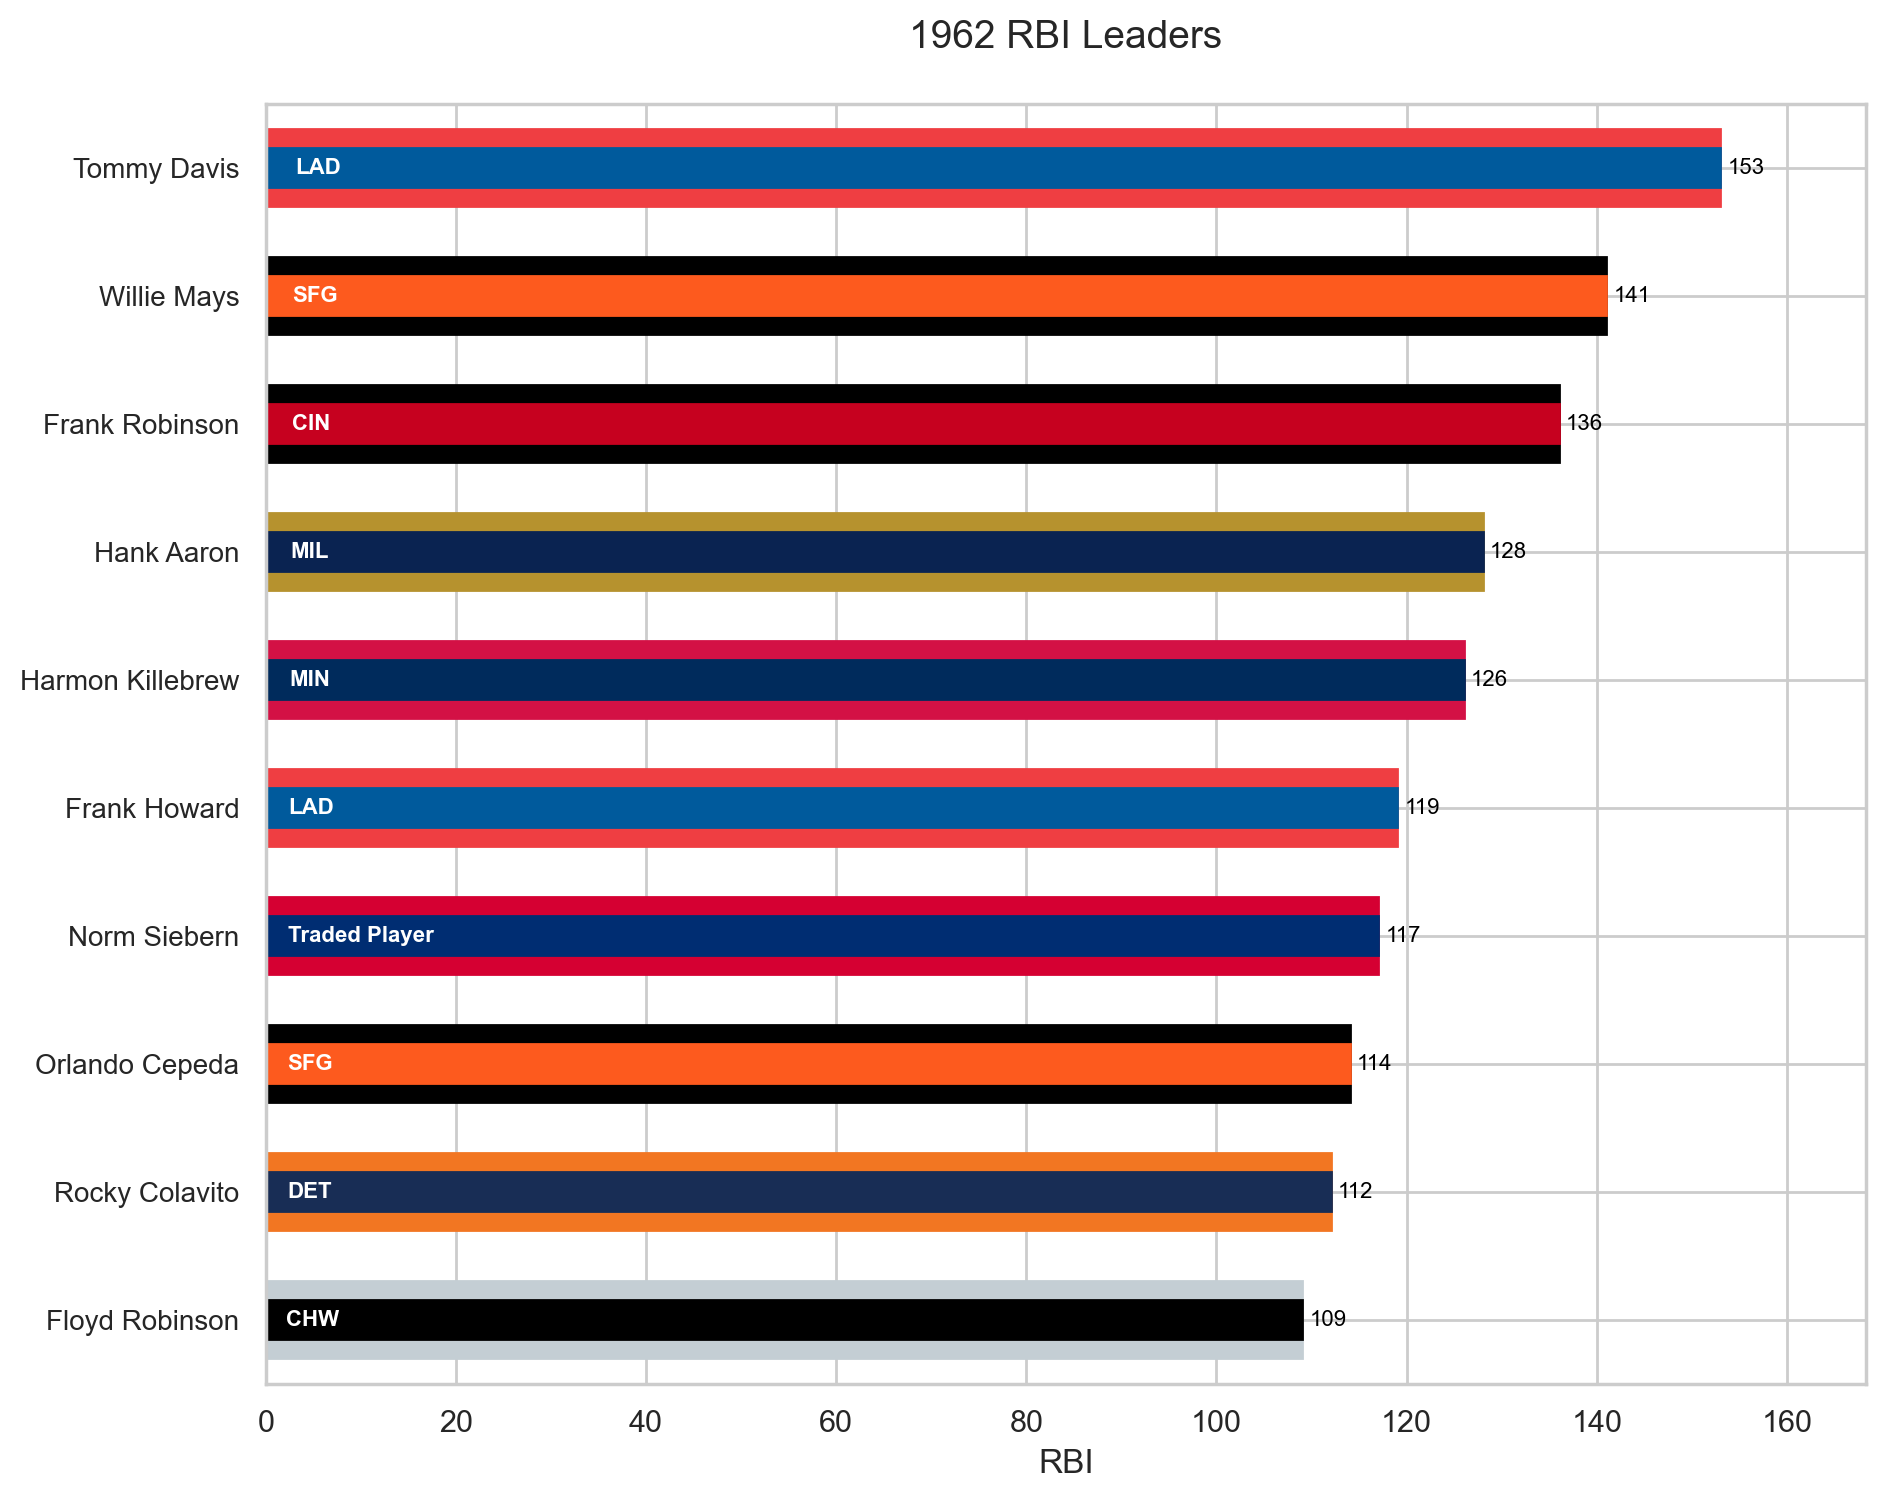 1962 RBI Leaders
Tommy Davis LAD 153
Willie Mays SFG 141
Frank Robinson CIN 136
Hank Aaron MIL 128
Harmon Killebrew MIN 126
Frank Howard LAD 119
Norm Siebern Traded Player 117
Orlando Cepeda SFG 114
Rocky Colavito DET 112
Floyd Robinson CHW 109
0 20 40 60 80 100 120 140 160
RBI